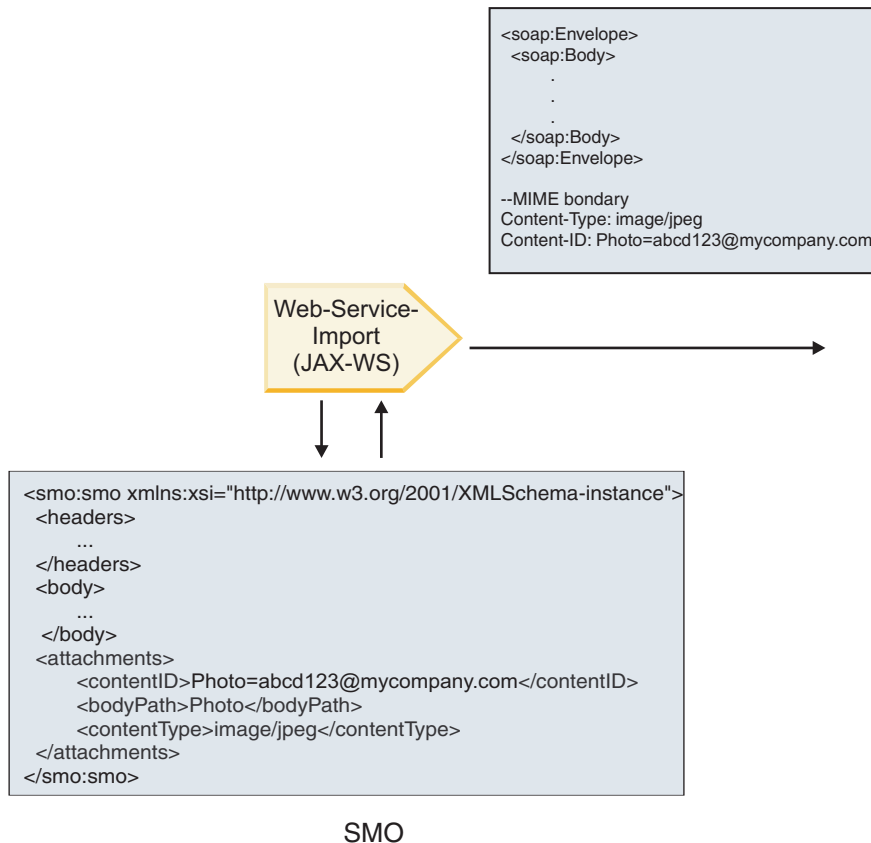 <soap:Envelope>
<soap:Body>
.
.
.
</soap:Body>
</soap:Envelope>
--MIME bondary
Content-Type: image/jpeg
Content-ID: Photo=abcd123@mycompany.com
Web-Service-
Import
(JAX-WS)
<smo:smo xmlns:xsi="http://www.w3.org/2001/XMLSchema-instance">
<headers>
...
</headers>
<body>
...
</body>
<attachments>
<contentID>Photo=abcd123@mycompany.com</contentID>
<bodyPath>Photo</bodyPath>
<contentType>image/jpeg</contentType>
</attachments>
</smo:smo>
SMO